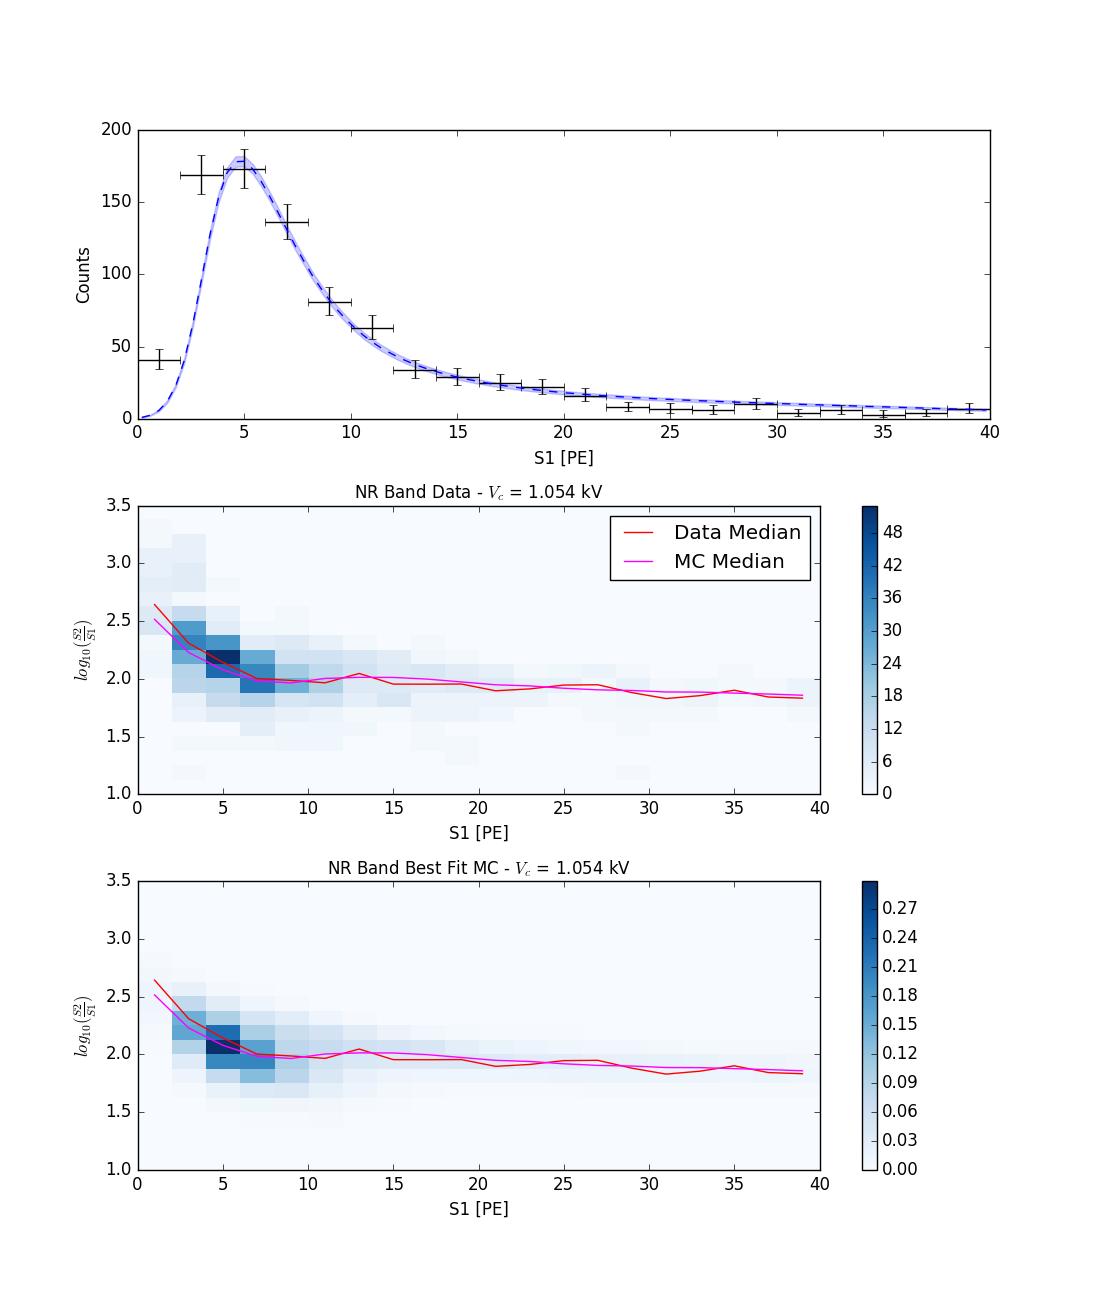 200
150
100
50
0
Counts
0 5 10 15 20 25 30 35 40
S1 [PE]
NR Band Data - V_c = 1.054 kV
3.5
3.0
2.5
2.0
1.5
1.0
log_10(S2/S1)
Data Median
MC Median
48
42
36
30
24
18
12
6
0
0 5 10 15 20 25 30 35 40
S1 [PE]
NR Band Best Fit MC - V_c = 1.054 kV
3.5
3.0
2.5
2.0
1.5
1.0
log_10(S2/S1)
0.27
0.24
0.21
0.18
0.15
0.12
0.09
0.06
0.03
0.00
0 5 10 15 20 25 30 35 40
S1 [PE]